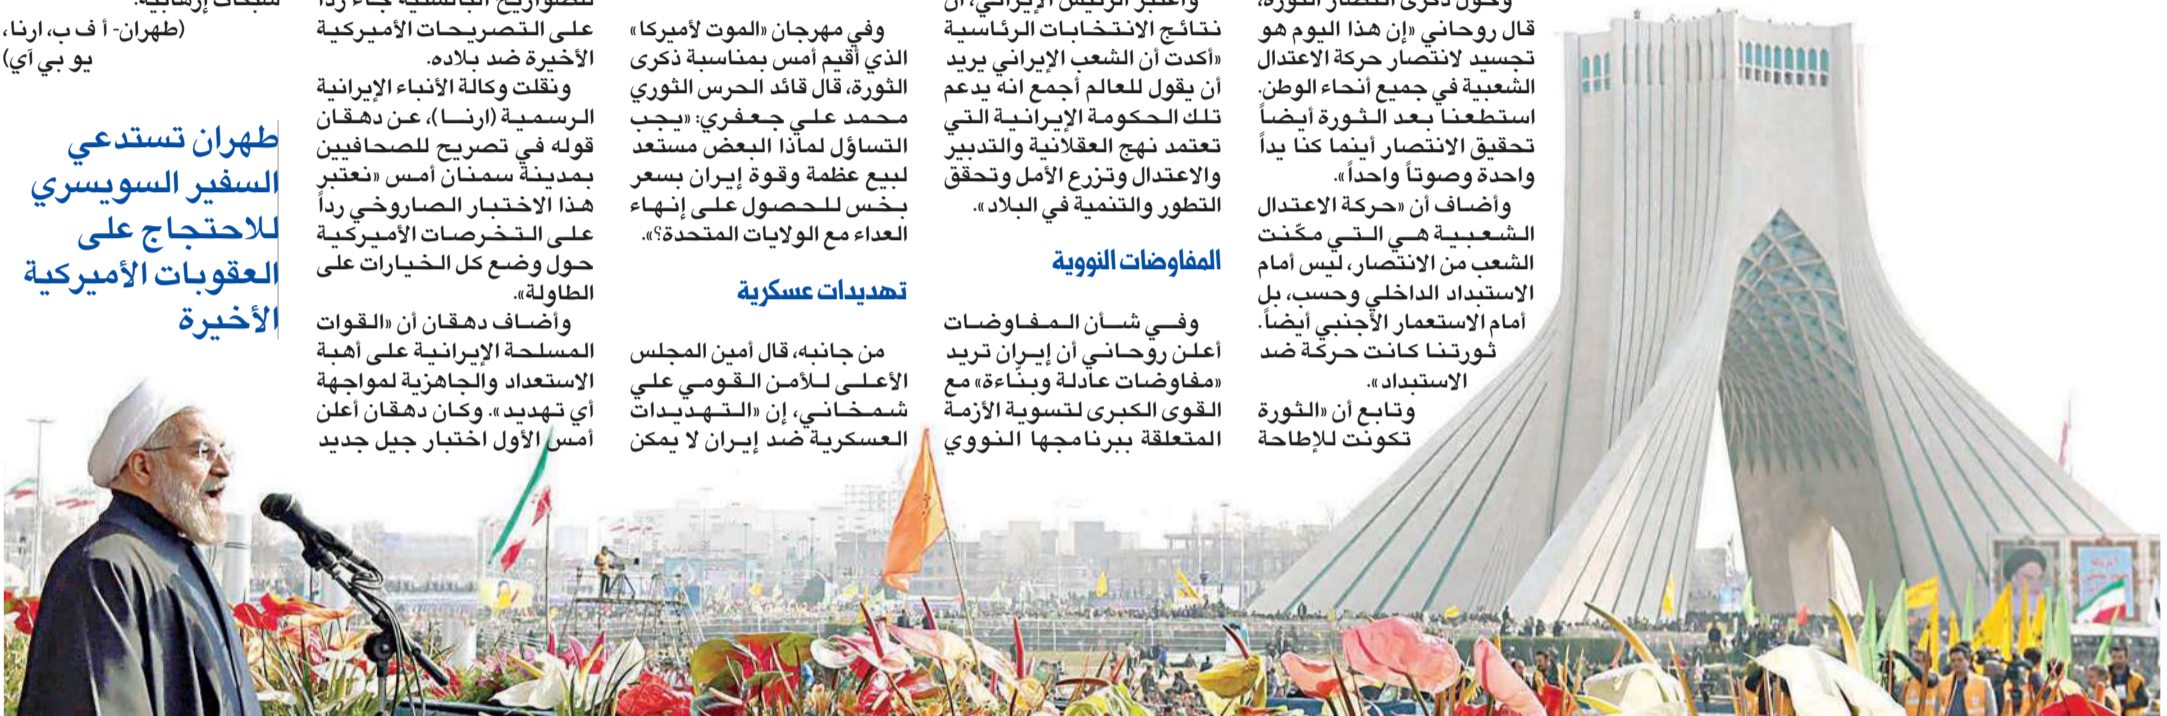 وحول ذكرى انتصار الثورة،
قال روحاني «إن هذا اليوم هو
تجسيد لانتصار حركة الاعتدال
الشعبية في جميع أنحاء الوطن.
استطعنا بعد الثورة أيضاً
تحقيق الانتصار أينما كنا يداً
واحدة وصوتاً واحداً».
وأضاف أن «حركة الاعتدال
الشعبية هي التي مكّنت
الشعب من الانتصار، ليس أمام
الاستبداد الداخلي وحسب، بل
أمام الاستعمار الأجنبي أيضاً.
ثورتنا كانت حركة ضد
الاستبداد».
وتابع أن «الثورة
تكونت للإطاحة
واعتبر الرئيس الإيراني، أن
نتائج الانتخابات الرئاسية
«أكدت أن الشعب الإيراني يريد
أن يقول للعالم أجمع انه يدعم
تلك الحكومة الإيرانية التي
تعتمد نهج العقلانية والتدبير
والاعتدال وتزرع الأمل وتحقق
التطور والتنمية في البلاد».
المفاوضات النووية
وفي شأن المفاوضات
أعلن روحاني أن إيران تريد
«مفاوضات عادلة وبنّاءة» مع
القوى الكبرى لتسوية الأزمة
المتعلقة ببرنامجها النووي
وفي مهرجان «الموت لأميركا»
الذي أقيم أمس بمناسبة ذكرى
الثورة، قال قائد الحرس الثوري
محمد علي جعفري: «يجب
التساؤل لماذا البعض مستعد
لبيع عظمة وقوة إيران بسعر
بخس للحصول على إنهاء
العداء مع الولايات المتحدة؟».
تهديدات عسكرية
من جانبه، قال أمين المجلس
الأعلى للأمن القومي علي
شمخاني، إن «التهديدات
العسكرية ضد إيران لا يمكن
للصواريخ البالستية جاء رداً
على التصريحات الأميركية
الأخيرة ضد بلاده.
ونقلت وكالة الأنباء الإيرانية
الرسمية (ارنا)، عن دهقان
قوله في تصريح للصحافيين
بمدينة سمنان أمس «نعتبر
هذا الاختبار الصاروخي رداً
على التخرصات الأميركية
حول وضع كل الخيارات على
الطاولة».
وأضاف دهقان أن «القوات
المسلحة الإيرانية على أهبة
الاستعداد والجاهزية لمواجهة
أي تهديد». وكان دهقان أعلن
أمس الأول اختبار جيل جديد
إرهابية.
(طهران- أ ف ب، ارنا،
يو بي آي)
طهران تستدعي
السفير السويسري
للاحتجاج على
العقوبات الأميركية
الأخيرة